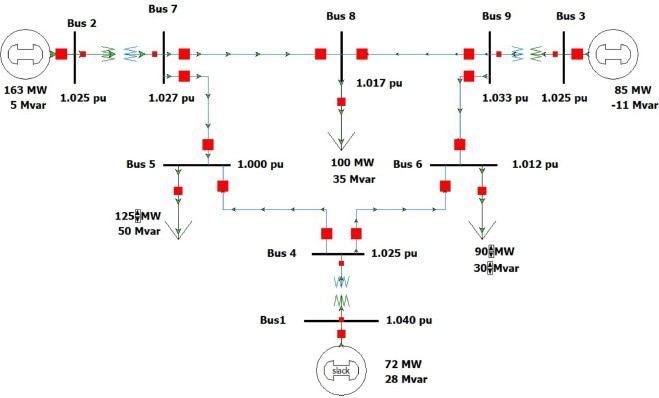 Bus 2
Bus 7
Bus 8
Bus 9
Bus 3
163 MW
5 Mvar
1.025 pu
1.027 pu
1.017 pu
1.033 pu
1.025 pu
85 MW
-11 Mvar
Bus 5
1.000 pu
100 MW
35 Mvar
Bus 6
1.012 pu
125 MW
50 Mvar
Bus 4
1.025 pu
90 MW
30 Mvar
Bus1
1.040 pu
slack
72 MW
28 Mvar